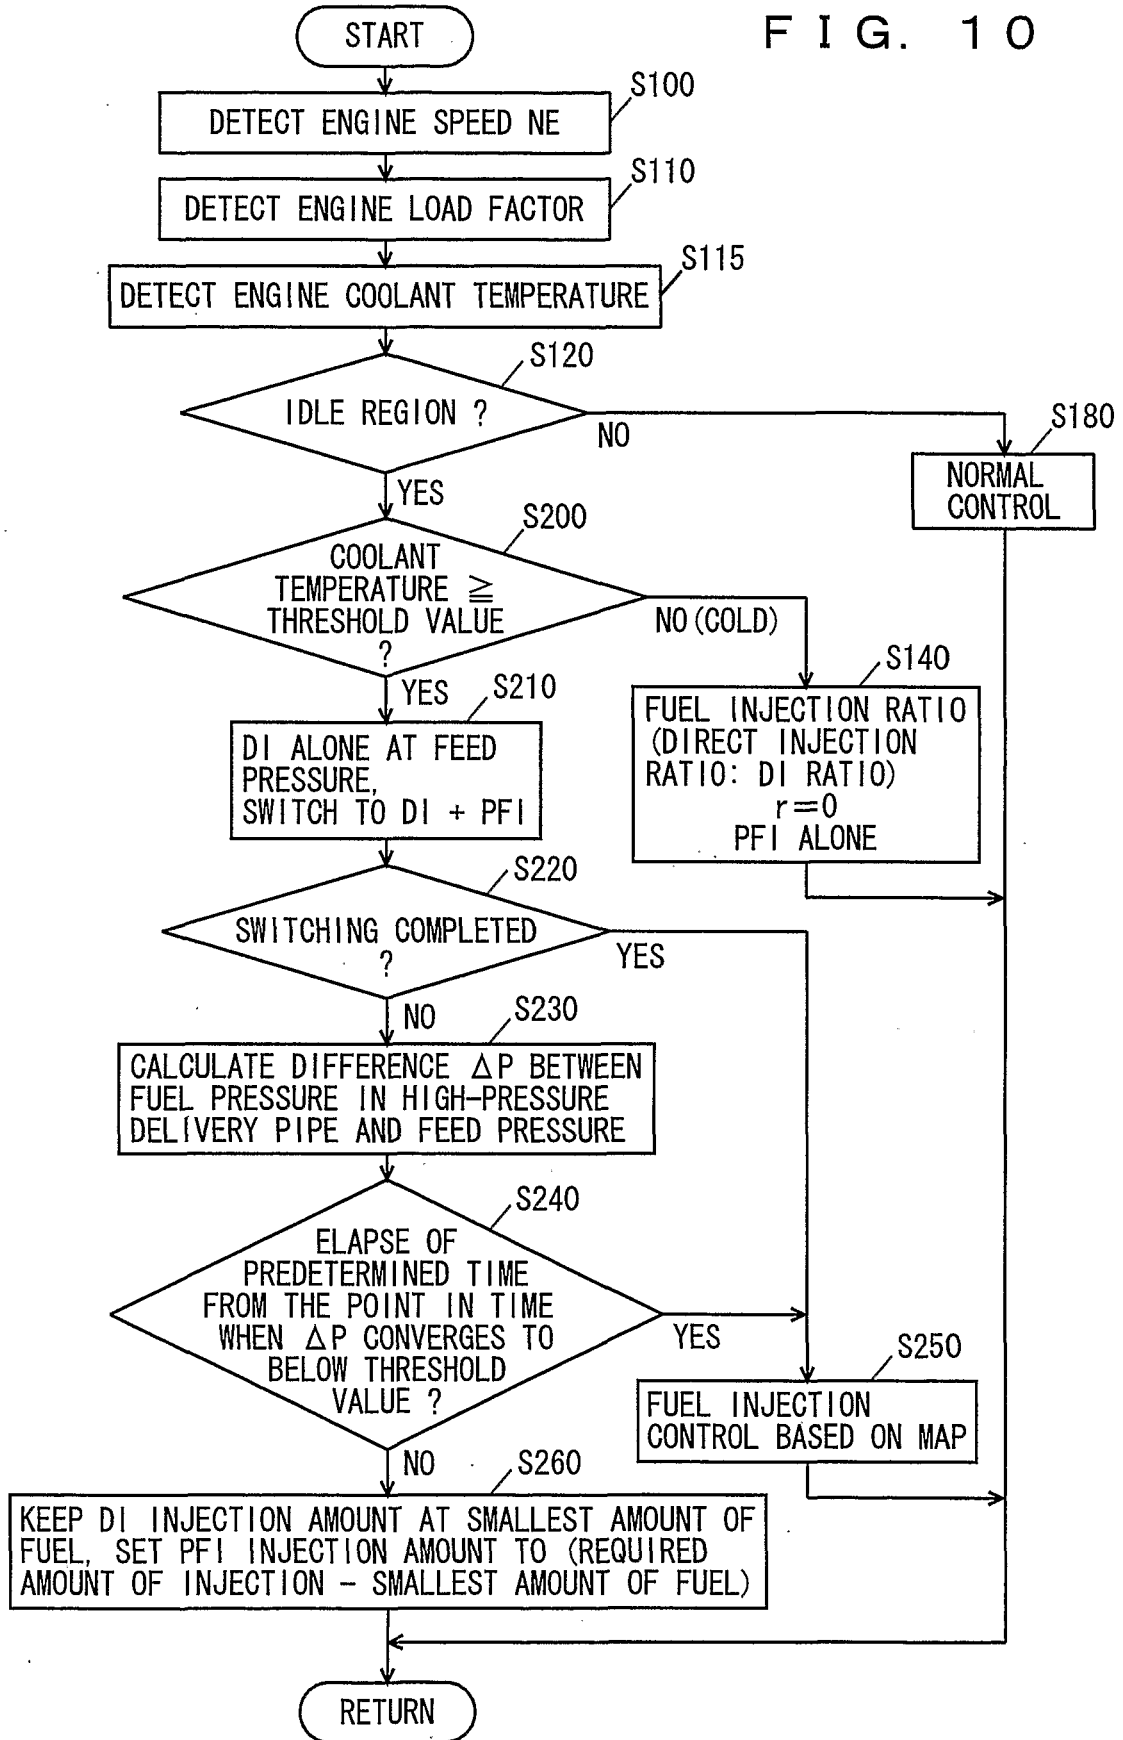 FIG. 10
START
S100
DETECT ENGINE SPEED NE
S110
DETECT ENGINE LOAD FACTOR
S115
DETECT ENGINE COOLANT TEMPERATURE
S120
IDLE REGION ?
NO
YES
S180
NORMAL
CONTROL
S200
COOLANT
TEMPERATURE ≧
THRESHOLD VALUE
?
NO (COLD)
YES
S140
FUEL INJECTION RATIO
(DIRECT INJECTION
RATIO: DI RATIO)
r=0
PFI ALONE
S210
DI ALONE AT FEED
PRESSURE,
SWITCH TO DI + PFI
S220
SWITCHING COMPLETED
?
YES
NO
S230
CALCULATE DIFFERENCE ΔP BETWEEN
FUEL PRESSURE IN HIGH-PRESSURE
DELIVERY PIPE AND FEED PRESSURE
S240
ELAPSE OF
PREDETERMINED TIME
FROM THE POINT IN TIME
WHEN ΔP CONVERGES TO
BELOW THRESHOLD
VALUE ?
YES
NO
S250
FUEL INJECTION
CONTROL BASED ON MAP
S260
KEEP DI INJECTION AMOUNT AT SMALLEST AMOUNT OF
FUEL, SET PFI INJECTION AMOUNT TO (REQUIRED
AMOUNT OF INJECTION - SMALLEST AMOUNT OF FUEL)
RETURN